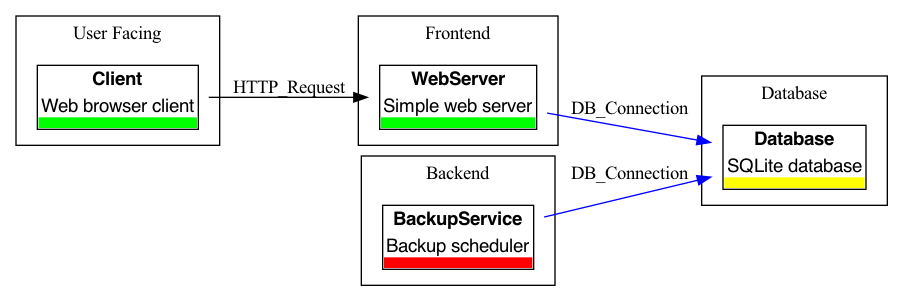 User Facing
Client
Web browser client
HTTP_Request
Frontend
WebServer
Simple web server
DB_Connection
Backend
BackupService
Backup scheduler
DB_Connection
Database
Database
SQLite database